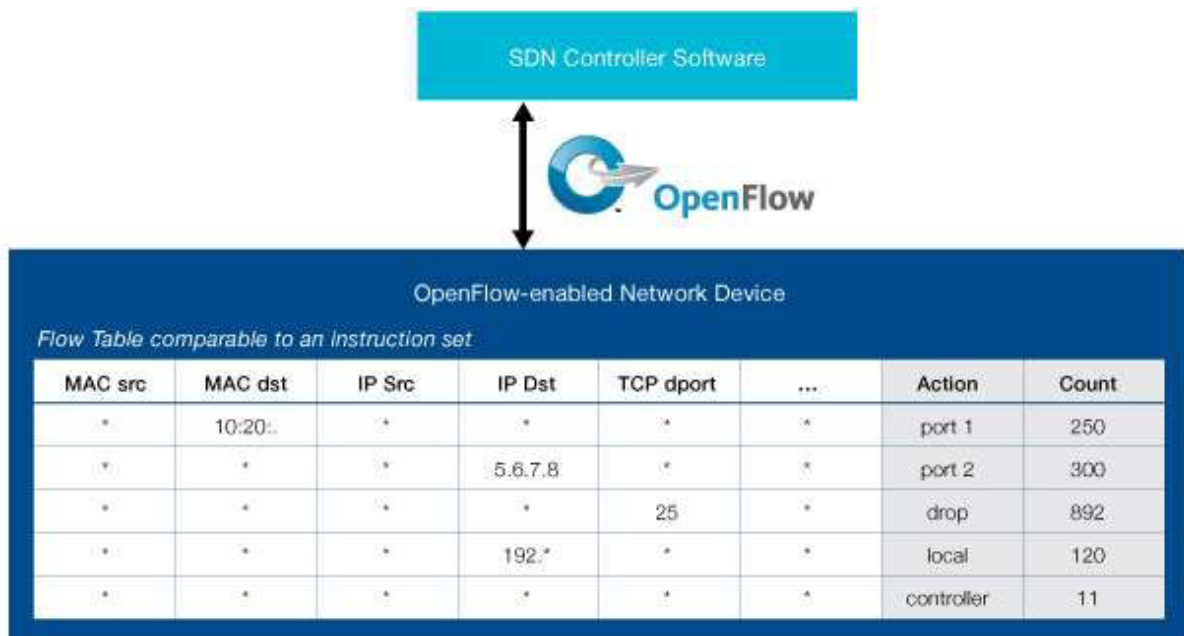 SDN Controller Software
OpenFlow
OpenFlow-enabled Network Device
Flow Table comparable to an instruction set
MAC src MAC dst IP Src IP Dst TCP dport ... Action Count
* 10:20:. * * * * port 1 250
* * * 5.6.7.8 * * port 2 300
* * * * 25 * drop 892
* * * 192.* * * local 120
* * * * * * controller 11